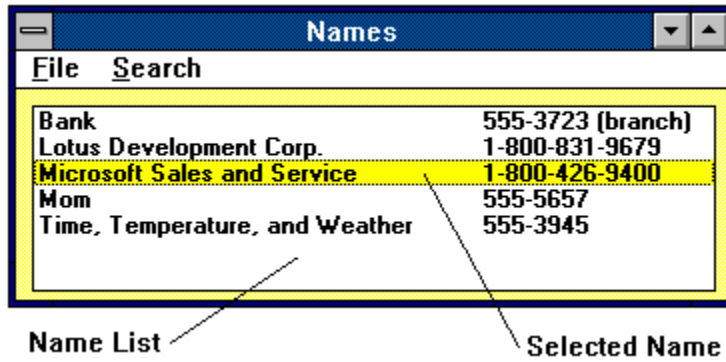 Names
File Search
Bank 555-3723 (branch)
Lotus Development Corp. 1-800-831-9679
Microsoft Sales and Service 1-800-426-9400
Mom 555-5657
Time, Temperature, and Weather 555-3945
Name List Selected Name